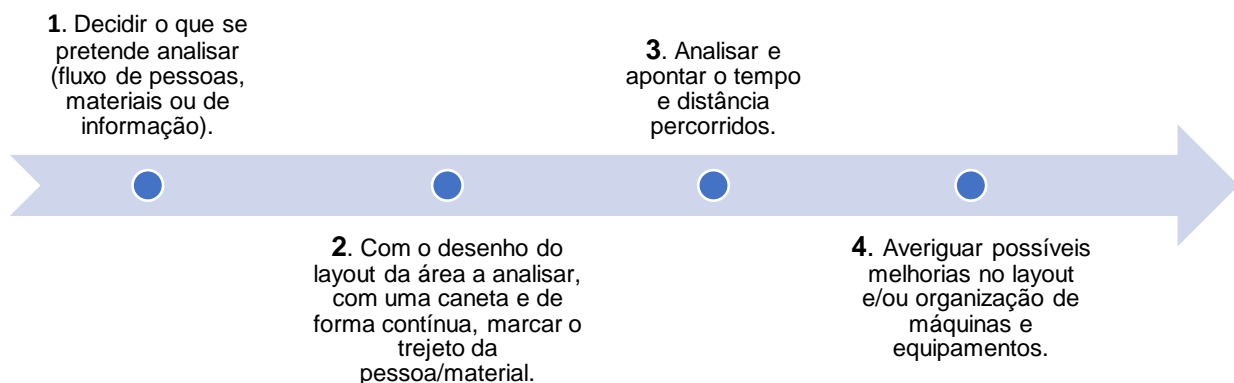 1. Decidir o que se
pretende analisar
(fluxo de pessoas,
materiais ou de
informação).
2. Com o desenho do
layout da área a analisar,
com uma caneta e de
forma contínua, marcar o
trejeto da
pessoa/material.
3. Analisar e
apontar o tempo
e distância
percorridos.
4. Averiguar possíveis
melhorias no layout
e/ou organização de
máquinas e
equipamentos.